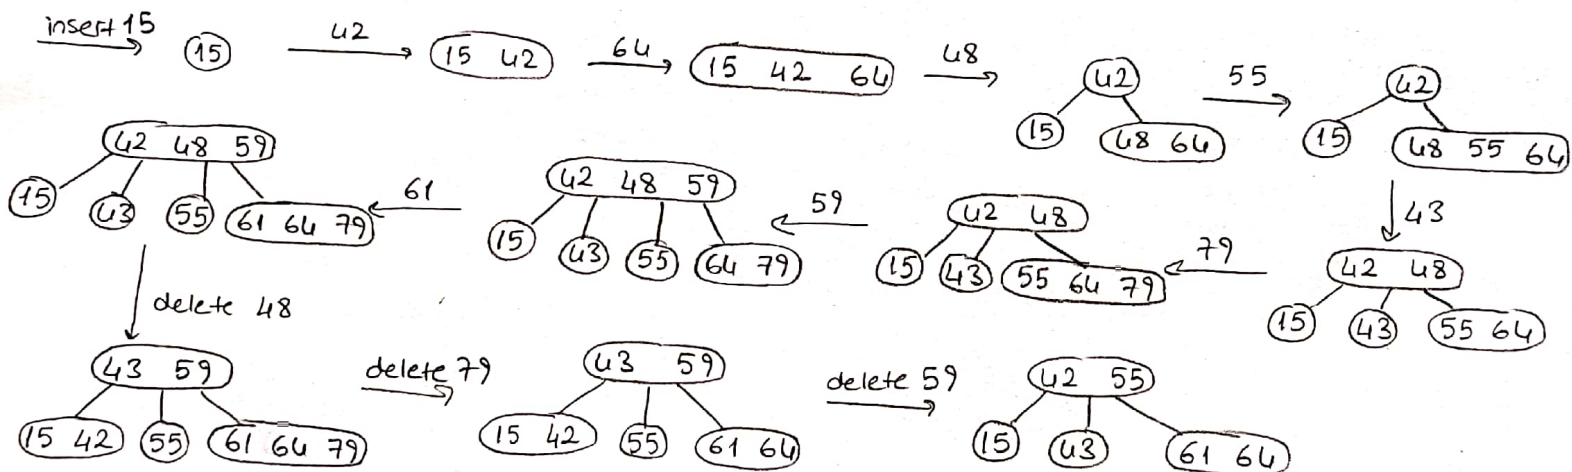 insert 15
15
42
15 42
64
15 42 64
48
42
15 48 64
55
42
15 48 55 64
43
42 48
15 43 55 64
79
42 48
15 43 55 64 79
59
42 48 59
15 43 55 64 79
61
42 48 59
15 43 55 61 64 79
delete 48
43 59
15 42 55 61 64 79
delete 79
43 59
15 42 55 61 64
delete 59
42 55
15 43 61 64